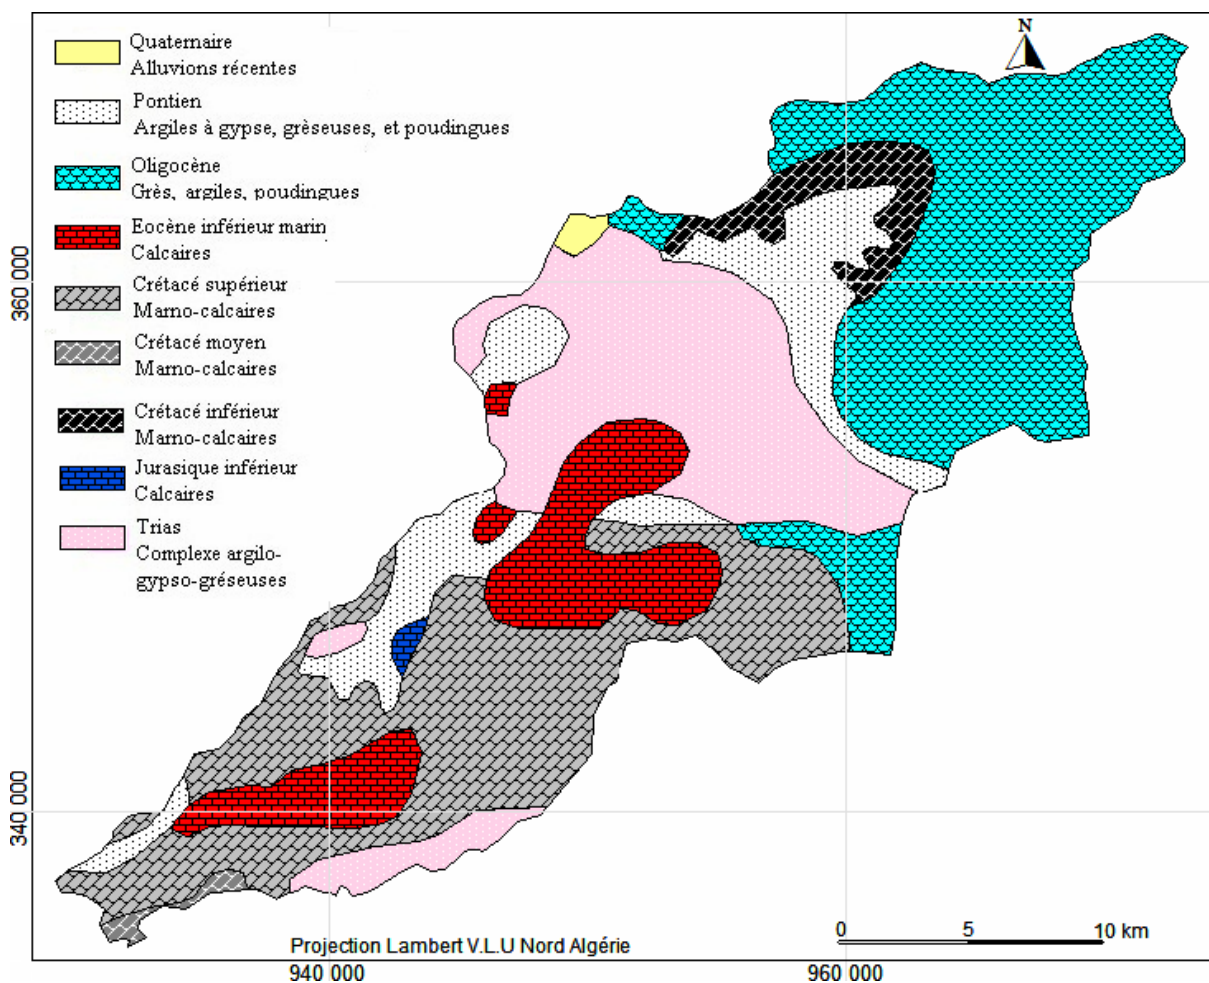 N
Quaternaire
Alluvions récentes
Pontien
Argiles à gypse, grèseuses, et poudingues
Oligocène
Grès, argiles, poudingues
Eocène inférieur marin
Calcaires
Crétacé supérieur
Marno-calcaires
Crétacé moyen
Marno-calcaires
Crétacé inférieur
Marno-calcaires
Jurasique inférieur
Calcaires
Trias
Complexe argilo-
gypso-gréseuses
360 000
340 000
0 5 10 km
Projection Lambert V.L.U Nord Algérie
940 000 960 000